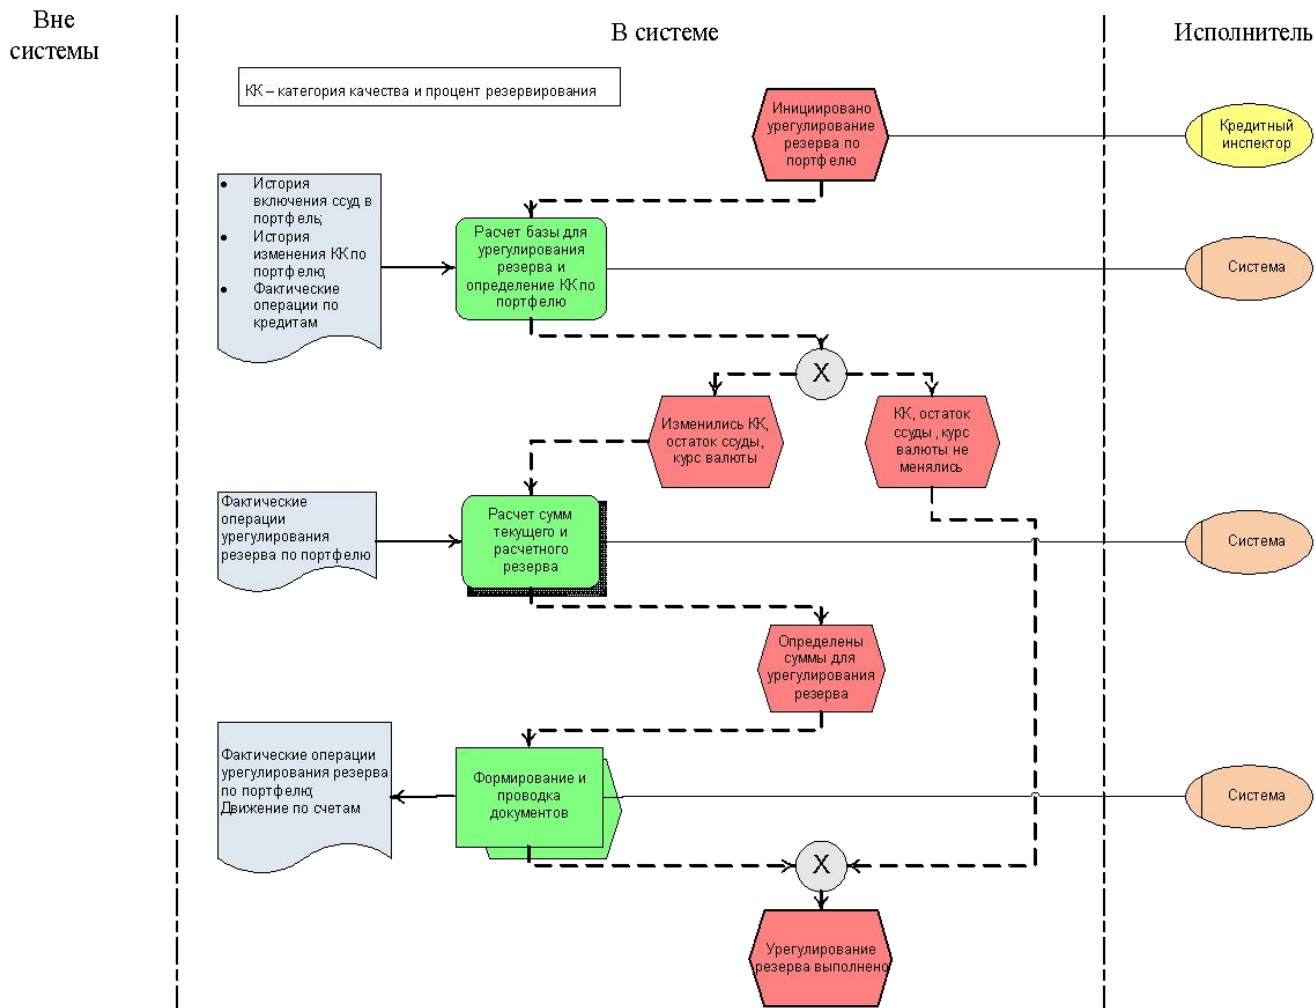 Вне
системы
В системе
Исполнитель
КК – категория качества и процент резервирования
Инициировано
урегулирование
резерва по
портфелю
Кредитный
инспектор
• История
включения ссуд в
портфель;
• История
изменения КК по
портфелю;
• Фактические
операции по
кредитам
Расчет базы для
урегулирования
резерва и
определение КК по
портфелю
Система
X
Изменились КК,
остаток ссуды,
курс валюты
КК, остаток
ссуды , курс
валюты не
менялись
Фактические
операции
урегулирования
резерва по портфелю
Расчет сумм
текущего и
расчетного
резерва
Система
Определены
суммы для
урегулирования
резерва
Фактические операции
урегулирования резерва
по портфелю;
Движение по счетам
Формирование и
проводка
документов
Система
X
Урегулирование
резерва выполнено